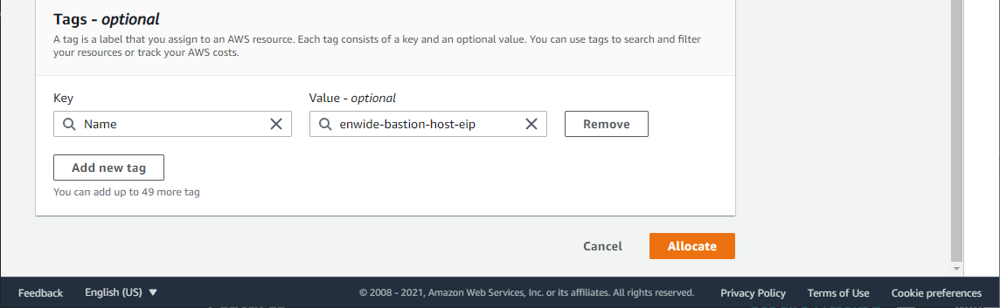 Tags - optional
A tag is a label that you assign to an AWS resource. Each tag consists of a key and an optional value. You can use tags to search and filter
your resources or track your AWS costs.
Key Value - optional
Name enwide-bastion-host-eip Remove
Add new tag
You can add up to 49 more tag
Cancel Allocate
Feedback English (US) © 2008 - 2021, Amazon Web Services, Inc. or its affiliates. All rights reserved. Privacy Policy Terms of Use Cookie preferences